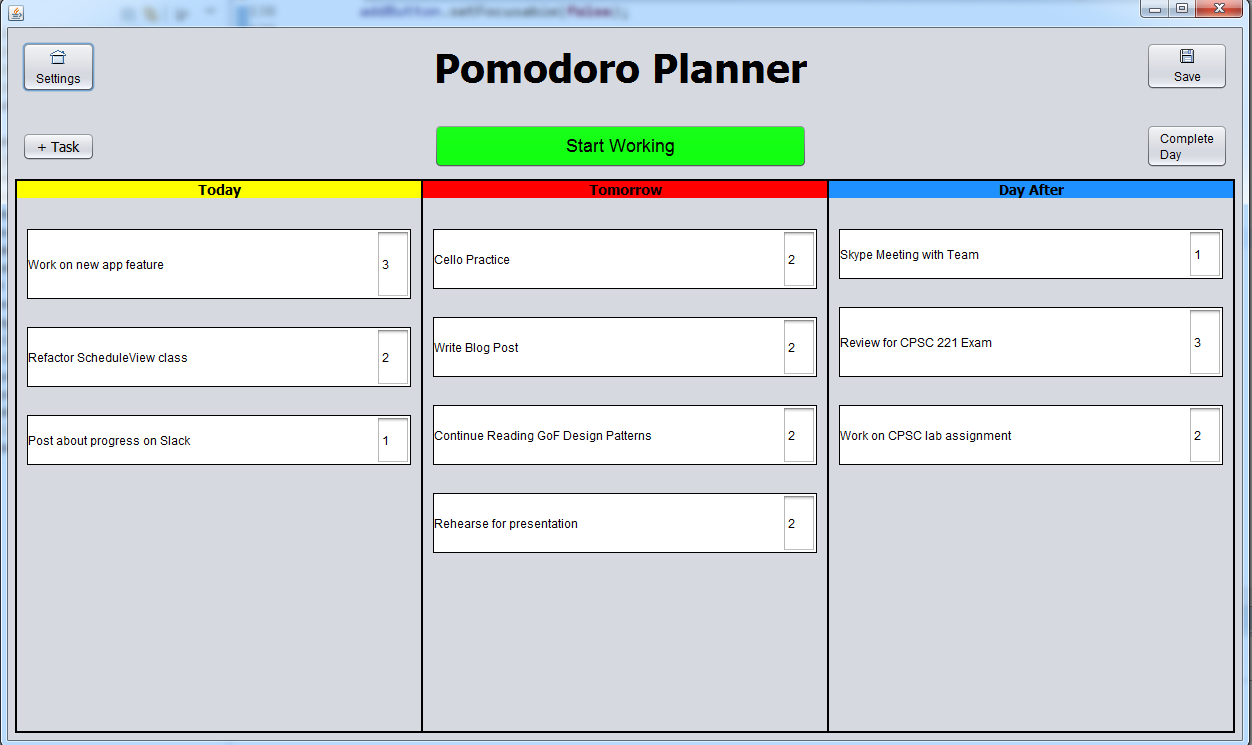 addButton.setFocusable(false);
Settings
Pomodoro Planner
Save
+ Task
Start Working
Complete
Day
Today
Tomorrow
Day After
Work on new app feature
3
Refactor ScheduleView class
2
Post about progress on Slack
1
Cello Practice
2
Write Blog Post
2
Continue Reading GoF Design Patterns
2
Rehearse for presentation
2
Skype Meeting with Team
1
Review for CPSC 221 Exam
3
Work on CPSC lab assignment
2